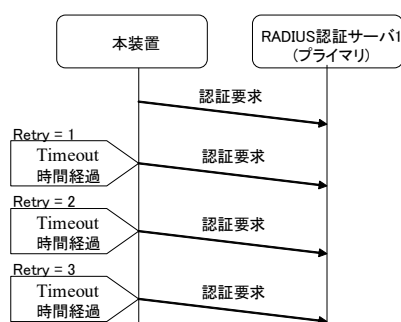 本装置
RADIUS認証サーバ1
(プライマリ)
認証要求
Retry = 1
Timeout
時間経過
認証要求
Retry = 2
Timeout
時間経過
認証要求
Retry = 3
Timeout
時間経過
認証要求